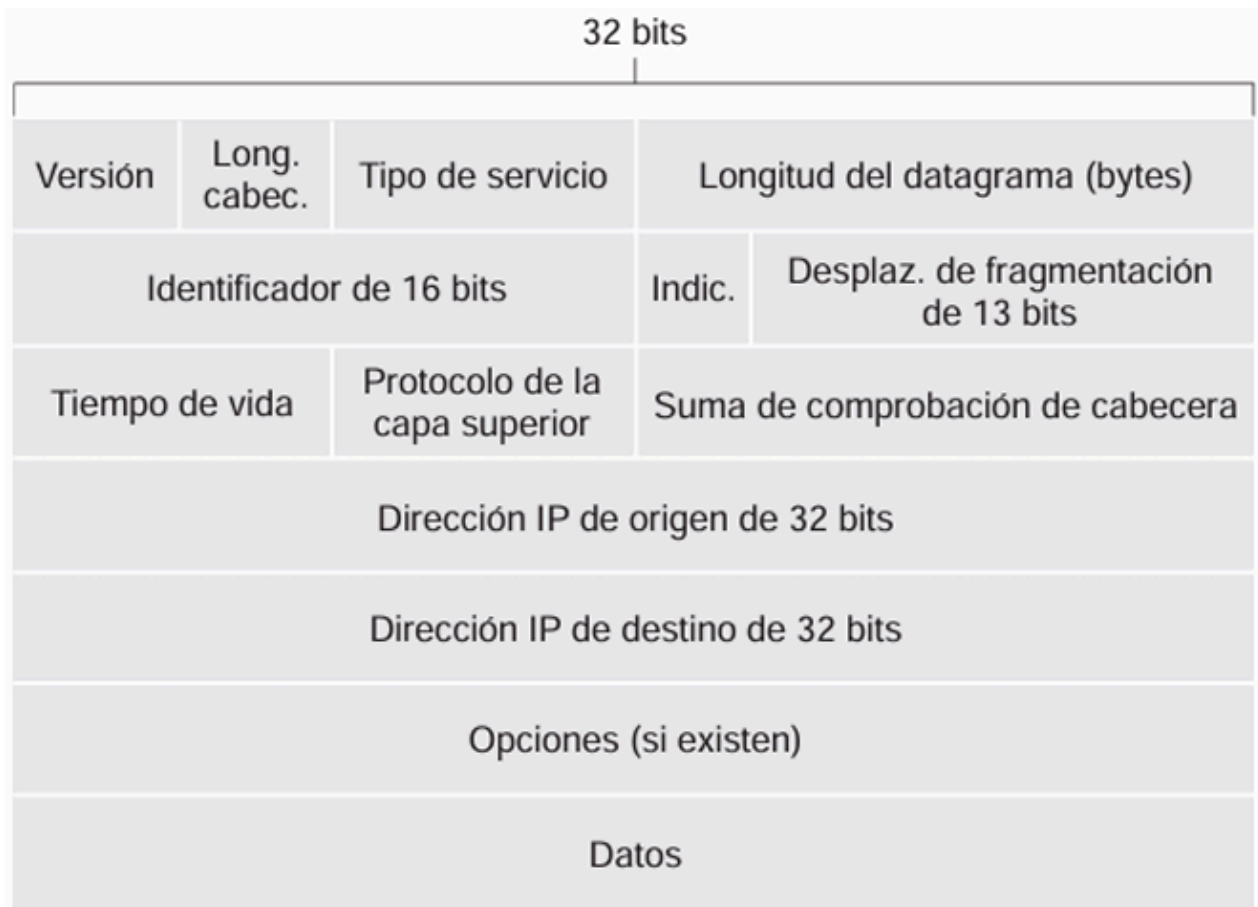 32 bits
Versión
Long.
cabec.
Tipo de servicio
Longitud del datagrama (bytes)
Identificador de 16 bits
Indic.
Desplaz. de fragmentación
de 13 bits
Tiempo de vida
Protocolo de la
capa superior
Suma de comprobación de cabecera
Dirección IP de origen de 32 bits
Dirección IP de destino de 32 bits
Opciones (si existen)
Datos